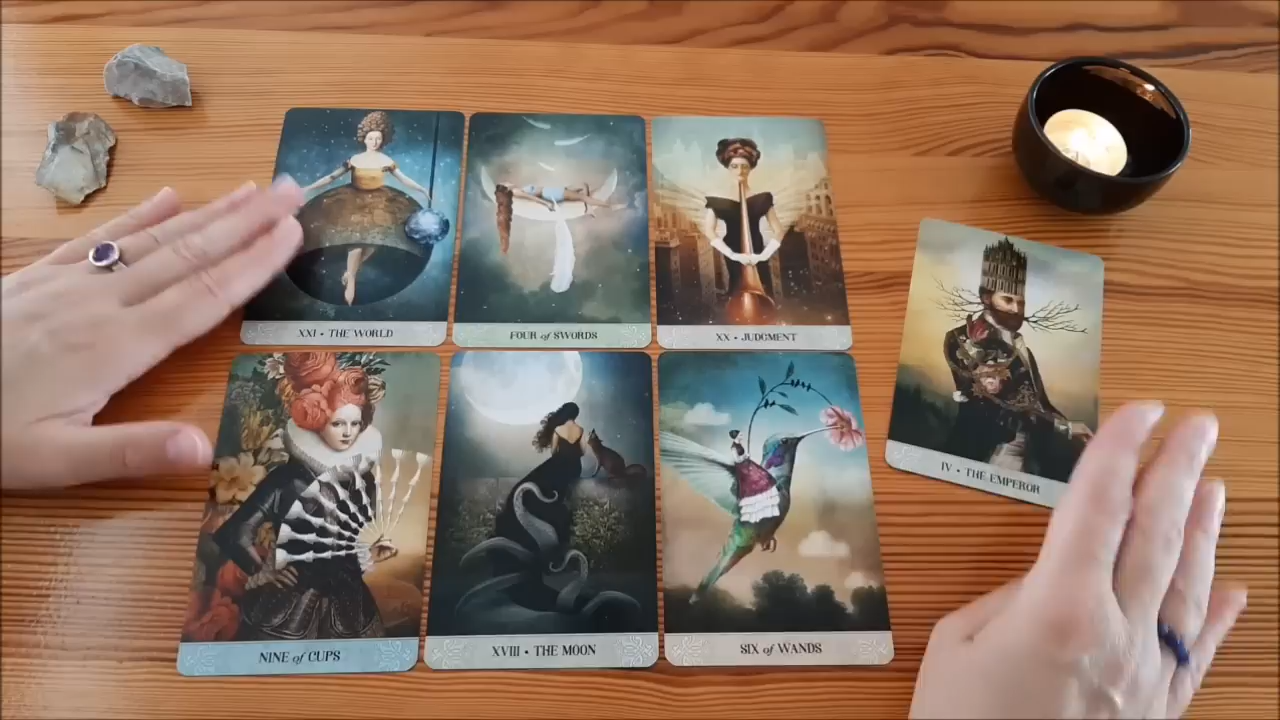 XXI • THE WORLD
FOUR of SWORDS
XX • JUDGMENT
IV • THE EMPEROR
NINE of CUPS
XVIII • THE MOON
SIX of WANDS